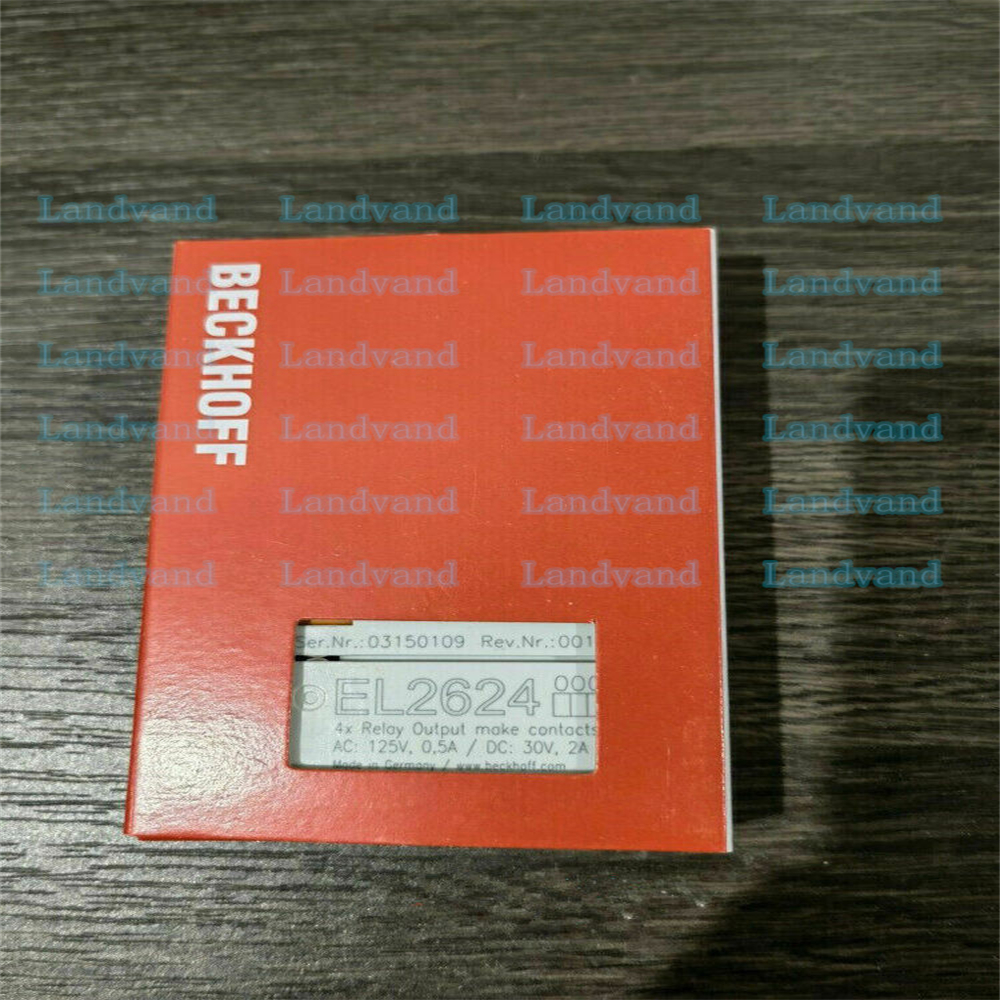 Landvand Landvand Landvand Landvand
BECKHOFF
Landvand Landvand Landvand Landvand
Landvand Landvand Landvand Landvand
Landvand Landvand Landvand Landvand
Landvand Landvand Landvand Landvand
Landvand Landvand Landvand Landvand
Ser.Nr.:03150109 Rev.Nr.:001
EL2624
4x Relay Output make contacts
AC: 125V, 0,5A / DC: 30V, 2A
Made in Germany / www.beckhoff.com